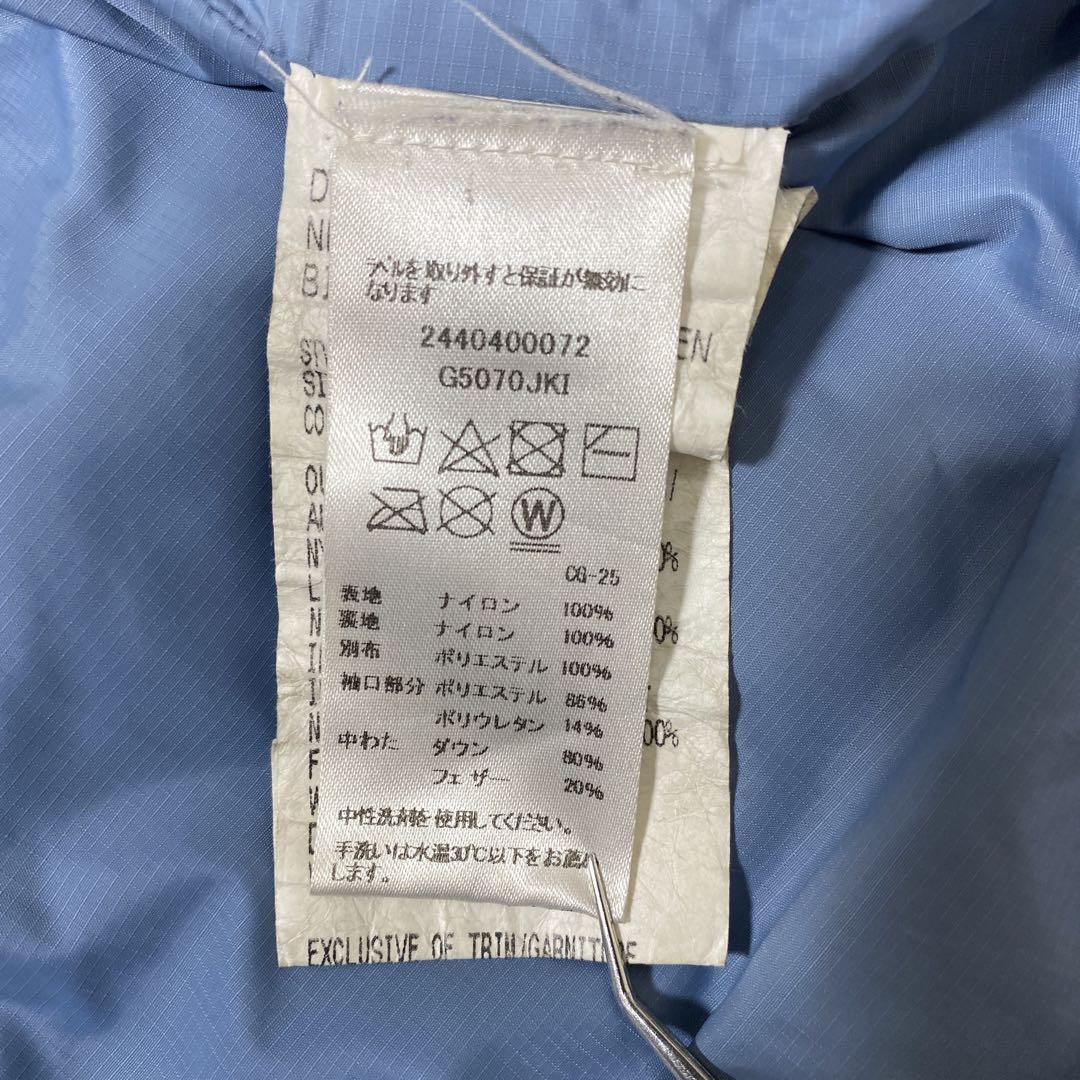 ラベルを取り外すと保証が無効に
なります
2440400072
G5070JKI
W
CG-25
表地 ナイロン 100%
裏地 ナイロン 100%
別布 ポリエステル 100%
袖口部分 ポリエステル 86%
ポリウレタン 14%
中わた ダウン 80%
フェザー 20%
中性洗剤を使用してください。
手洗いは水温30℃以下をお薦め
します。
EXCLUSIVE OF TRIM/GARNITURE